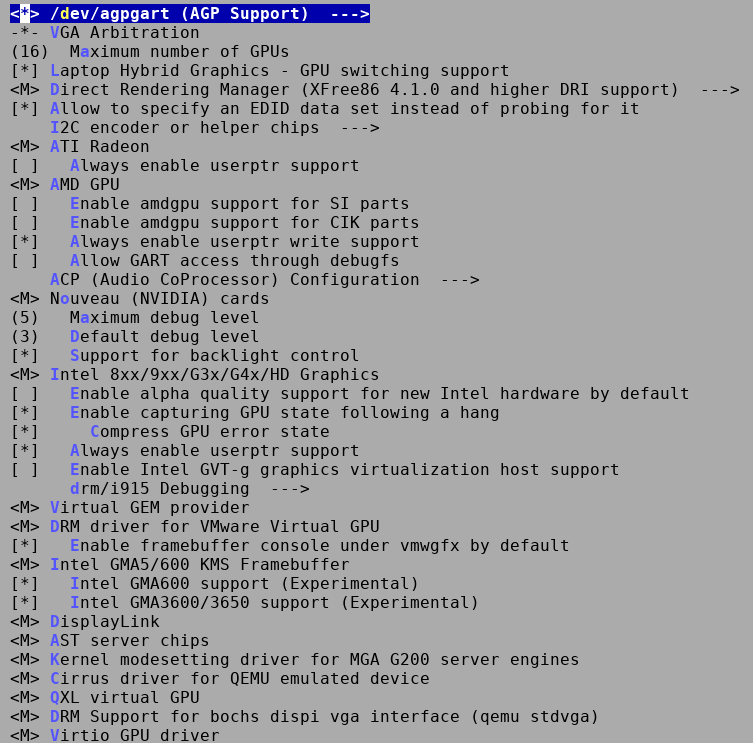 <*> /dev/agpgart (AGP Support)  --->
-*- VGA Arbitration
(16)  Maximum number of GPUs
[*] Laptop Hybrid Graphics - GPU switching support
<M> Direct Rendering Manager (XFree86 4.1.0 and higher DRI support)  --->
[*] Allow to specify an EDID data set instead of probing for it
    I2C encoder or helper chips  --->
<M> ATI Radeon
[ ]   Always enable userptr support
<M> AMD GPU
[ ]   Enable amdgpu support for SI parts
[ ]   Enable amdgpu support for CIK parts
[*]   Always enable userptr write support
[ ]   Allow GART access through debugfs
    ACP (Audio CoProcessor) Configuration  --->
<M> Nouveau (NVIDIA) cards
(5)   Maximum debug level
(3)   Default debug level
[*]   Support for backlight control
<M> Intel 8xx/9xx/G3x/G4x/HD Graphics
[ ]   Enable alpha quality support for new Intel hardware by default
[*]   Enable capturing GPU state following a hang
[*]     Compress GPU error state
[*]   Always enable userptr support
[ ]   Enable Intel GVT-g graphics virtualization host support
      drm/i915 Debugging  --->
<M> Virtual GEM provider
<M> DRM driver for VMware Virtual GPU
[*]   Enable framebuffer console under vmwgfx by default
<M> Intel GMA5/600 KMS Framebuffer
[*]   Intel GMA600 support (Experimental)
[*]   Intel GMA3600/3650 support (Experimental)
<M> DisplayLink
<M> AST server chips
<M> Kernel modesetting driver for MGA G200 server engines
<M> Cirrus driver for QEMU emulated device
<M> QXL virtual GPU
<M> DRM Support for bochs dispi vga interface (qemu stdvga)
<M> Virtio GPU driver